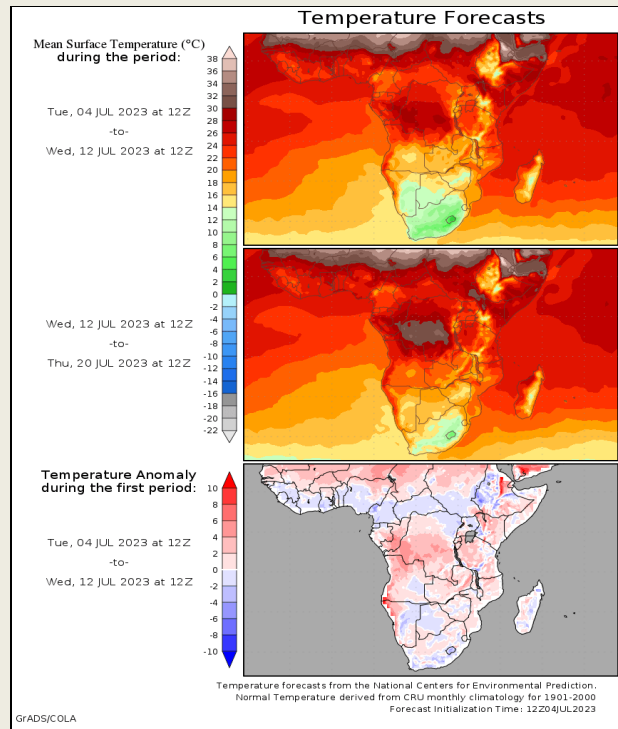 Temperature Forecasts
Mean Surface Temperature (°C)
during the period:
Tue, 04 JUL 2023 at 12Z
-to-
Wed, 12 JUL 2023 at 12Z
38
36
34
32
30
28
26
24
22
20
18
16
14
12
10
8
6
4
2
0
-2
-4
-6
-8
-10
-12
-14
-16
-18
-20
-22
Wed, 12 JUL 2023 at 12Z
-to-
Thu, 20 JUL 2023 at 12Z
Temperature Anomaly
during the first period:
Tue, 04 JUL 2023 at 12Z
-to-
Wed, 12 JUL 2023 at 12Z
10
8
6
4
2
0
-2
-4
-6
-8
-10
Temperature forecasts from the National Centers for Environmental Prediction.
Normal Temperature derived from CRU monthly climatology for 1901-2000
Forecast Initialization Time: 12Z04JUL2023
GrADS/COLA